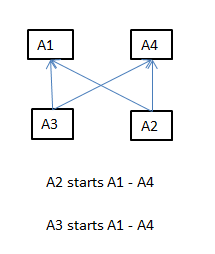 A1 A4
A3 A2
A2 starts A1 - A4
A3 starts A1 - A4